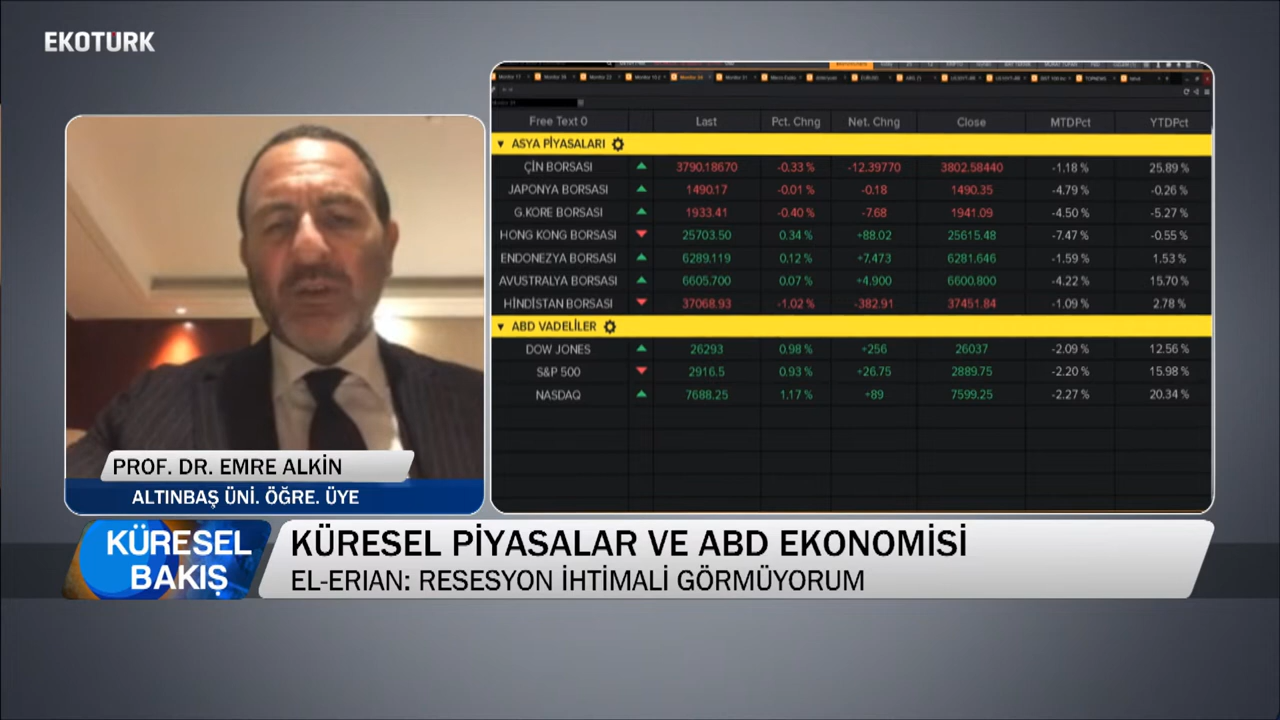 EKOTÜRK
Free Text 0 Last Pct. Chng Net. Chng Close MTDPct YTDPct
ASYA PİYASALARI
ÇİN BORSASI 3790.18670 -0.33 % -12.39770 3802.58440 -1.18 % 25.89 %
JAPONYA BORSASI 1490.17 -0.01 % -0.18 1490.35 -4.79 % -0.26 %
G.KORE BORSASI 1933.41 -0.40 % -7.68 1941.09 -4.50 % -5.27 %
HONG KONG BORSASI 25703.50 0.34 % +88.02 25615.48 -7.47 % -0.55 %
ENDONEZYA BORSASI 6289.119 0.12 % +7.473 6281.646 -1.59 % 1.53 %
AVUSTRALYA BORSASI 6605.700 0.07 % +4.900 6600.800 -4.22 % 15.70 %
HİNDİSTAN BORSASI 37068.93 -1.02 % -382.91 37451.84 -1.09 % 2.78 %
ABD VADELİLER
DOW JONES 26293 0.98 % +256 26037 -2.09 % 12.56 %
S&P 500 2916.5 0.93 % +26.75 2889.75 -2.20 % 15.98 %
NASDAQ 7688.25 1.17 % +89 7599.25 -2.27 % 20.34 %
PROF. DR. EMRE ALKİN
ALTINBAŞ ÜNİ. ÖĞRE. ÜYE
KÜRESEL
BAKIŞ
KÜRESEL PİYASALAR VE ABD EKONOMİSİ
EL-ERIAN: RESESYON İHTİMALİ GÖRMÜYORUM